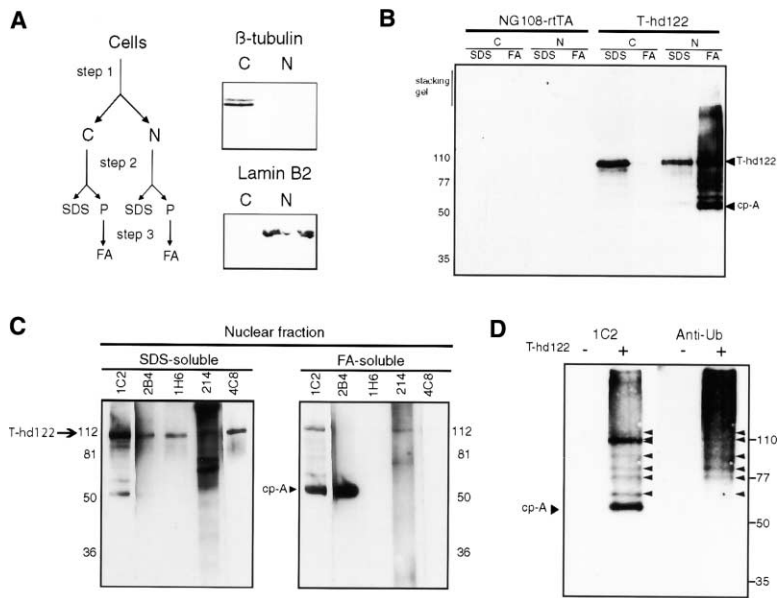 A
Cells
step 1
C N
step 2
SDS P SDS P
step 3
FA FA
ß-tubulin
C N
Lamin B2
C N
B
NG108-rtTA T-hd122
C N C N
SDS FA SDS FA SDS FA SDS FA
stacking
gel
110
77
50
35
T-hd122
cp-A
C
Nuclear fraction
SDS-soluble FA-soluble
1C2 2B4 1H6 214 4C8 1C2 2B4 1H6 214 4C8
T-hd122 112 112
81 81
50 cp-A 50
36 36
D
1C2 Anti-Ub
T-hd122 - + - +
110
77
cp-A 50
35